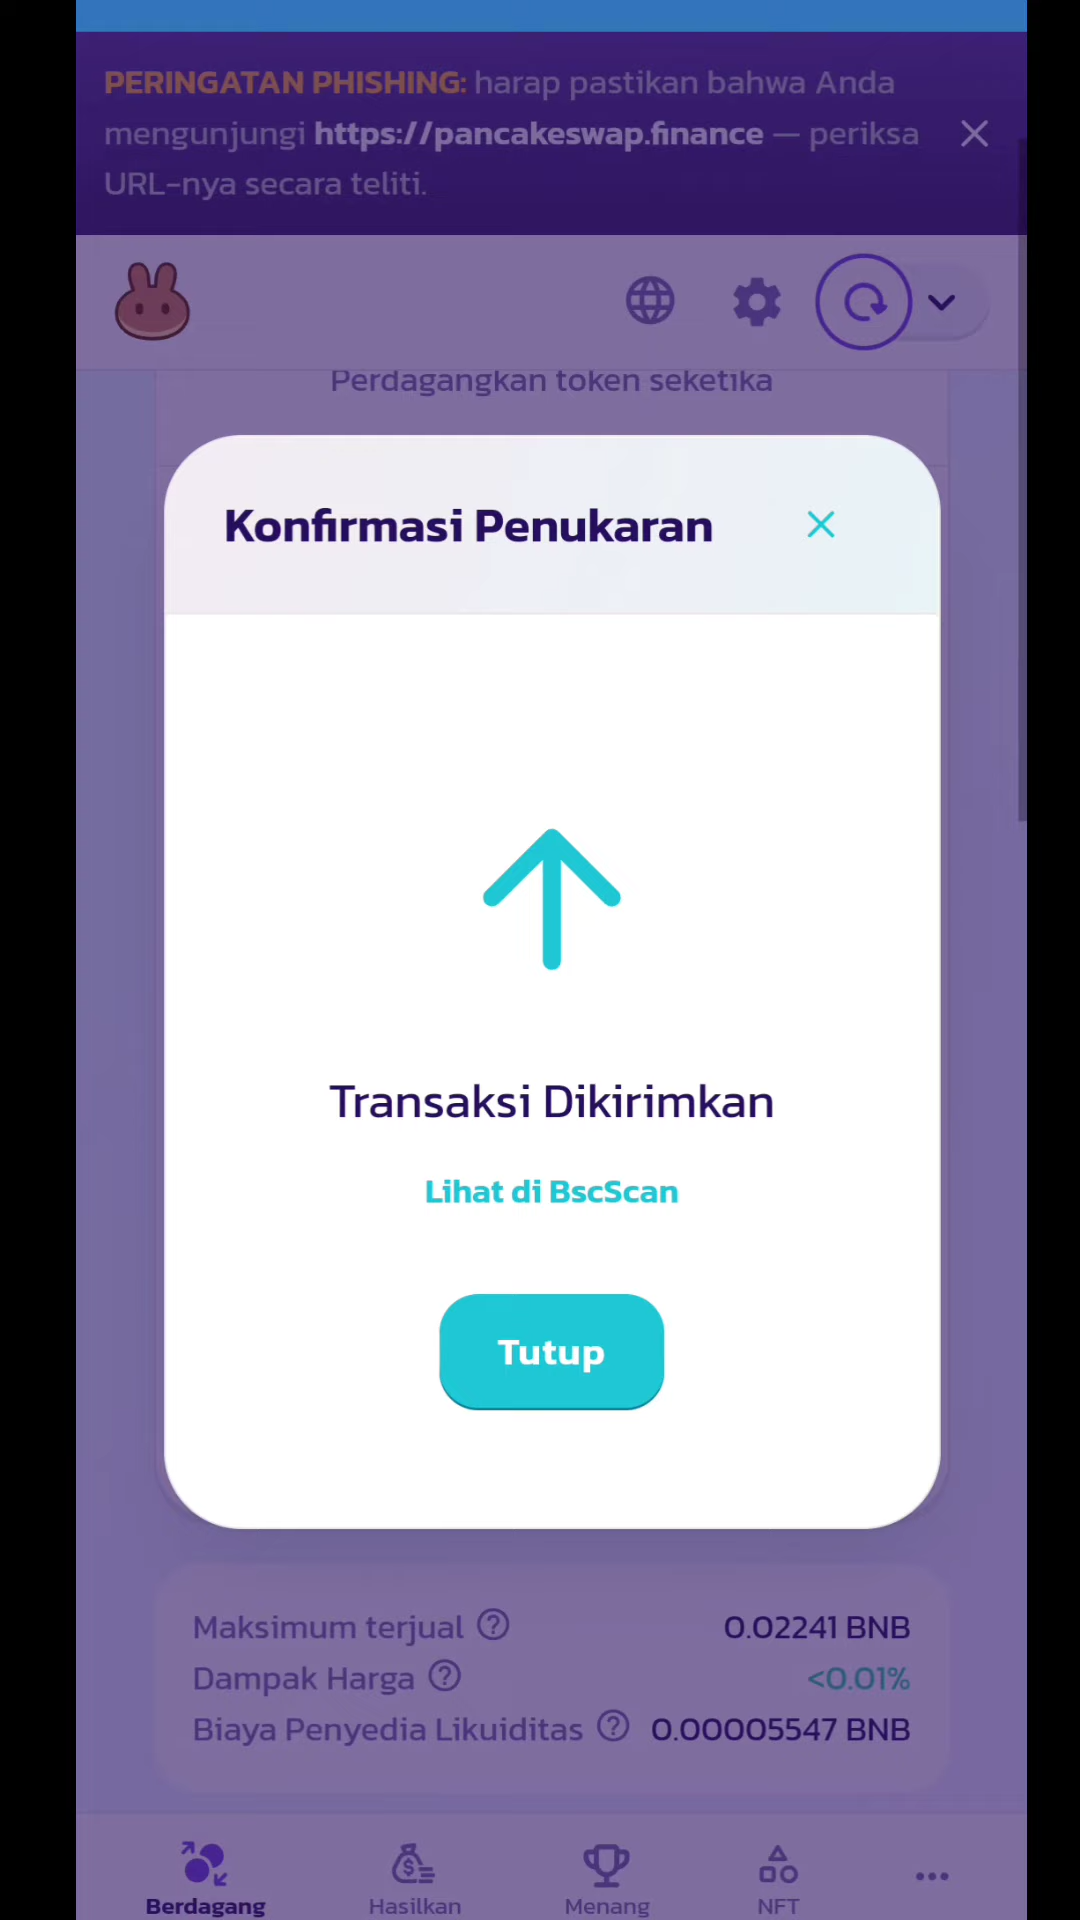 PERINGATAN PHISHING: harap pastikan bahwa Anda
mengunjungi https://pancakeswap.finance — periksa
URL-nya secara teliti.
Perdagangkan token seketika
Konfirmasi Penukaran
Transaksi Dikirimkan
Lihat di BscScan
Tutup
Maksimum terjual 0.02241 BNB
Dampak Harga <0.01%
Biaya Penyedia Likuiditas 0.00005547 BNB
Berdagang Hasilkan Menang NFT